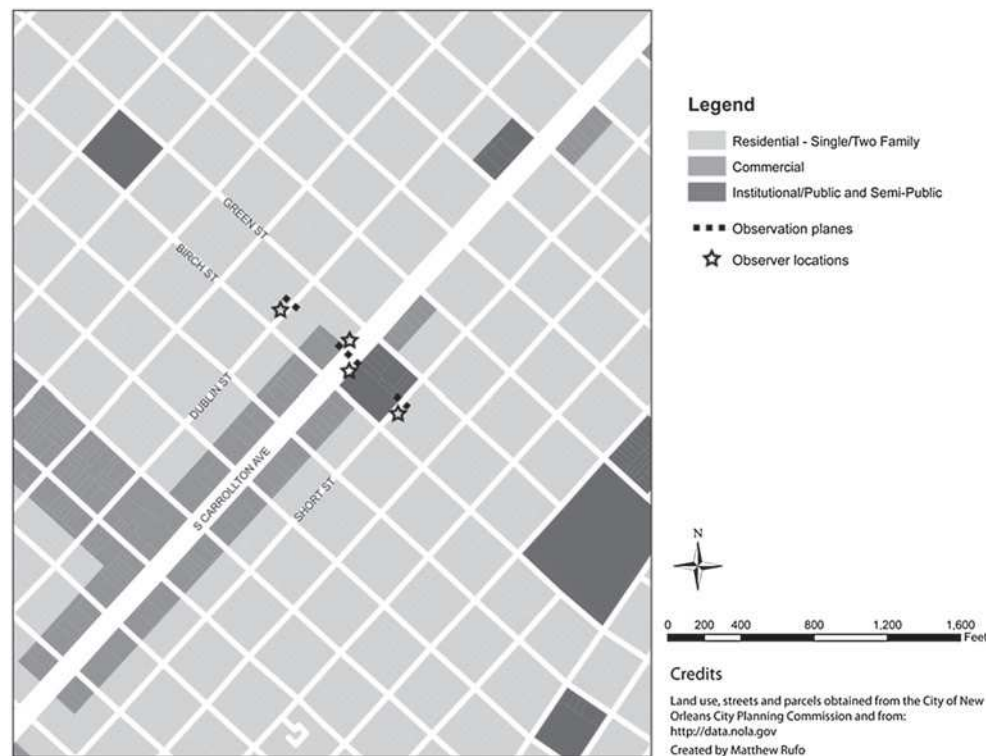 GREEN ST
BIRCH ST
DUBLIN ST
S CARROLLTON AVE
SHORT ST
Legend
Residential - Single/Two Family
Commercial
Institutional/Public and Semi-Public
Observation planes
Observer locations
N
0 200 400 800 1,200 1,600
Feet
Credits
Land use, streets and parcels obtained from the City of New
Orleans City Planning Commission and from:
http://data.nola.gov
Created by Matthew Rufo